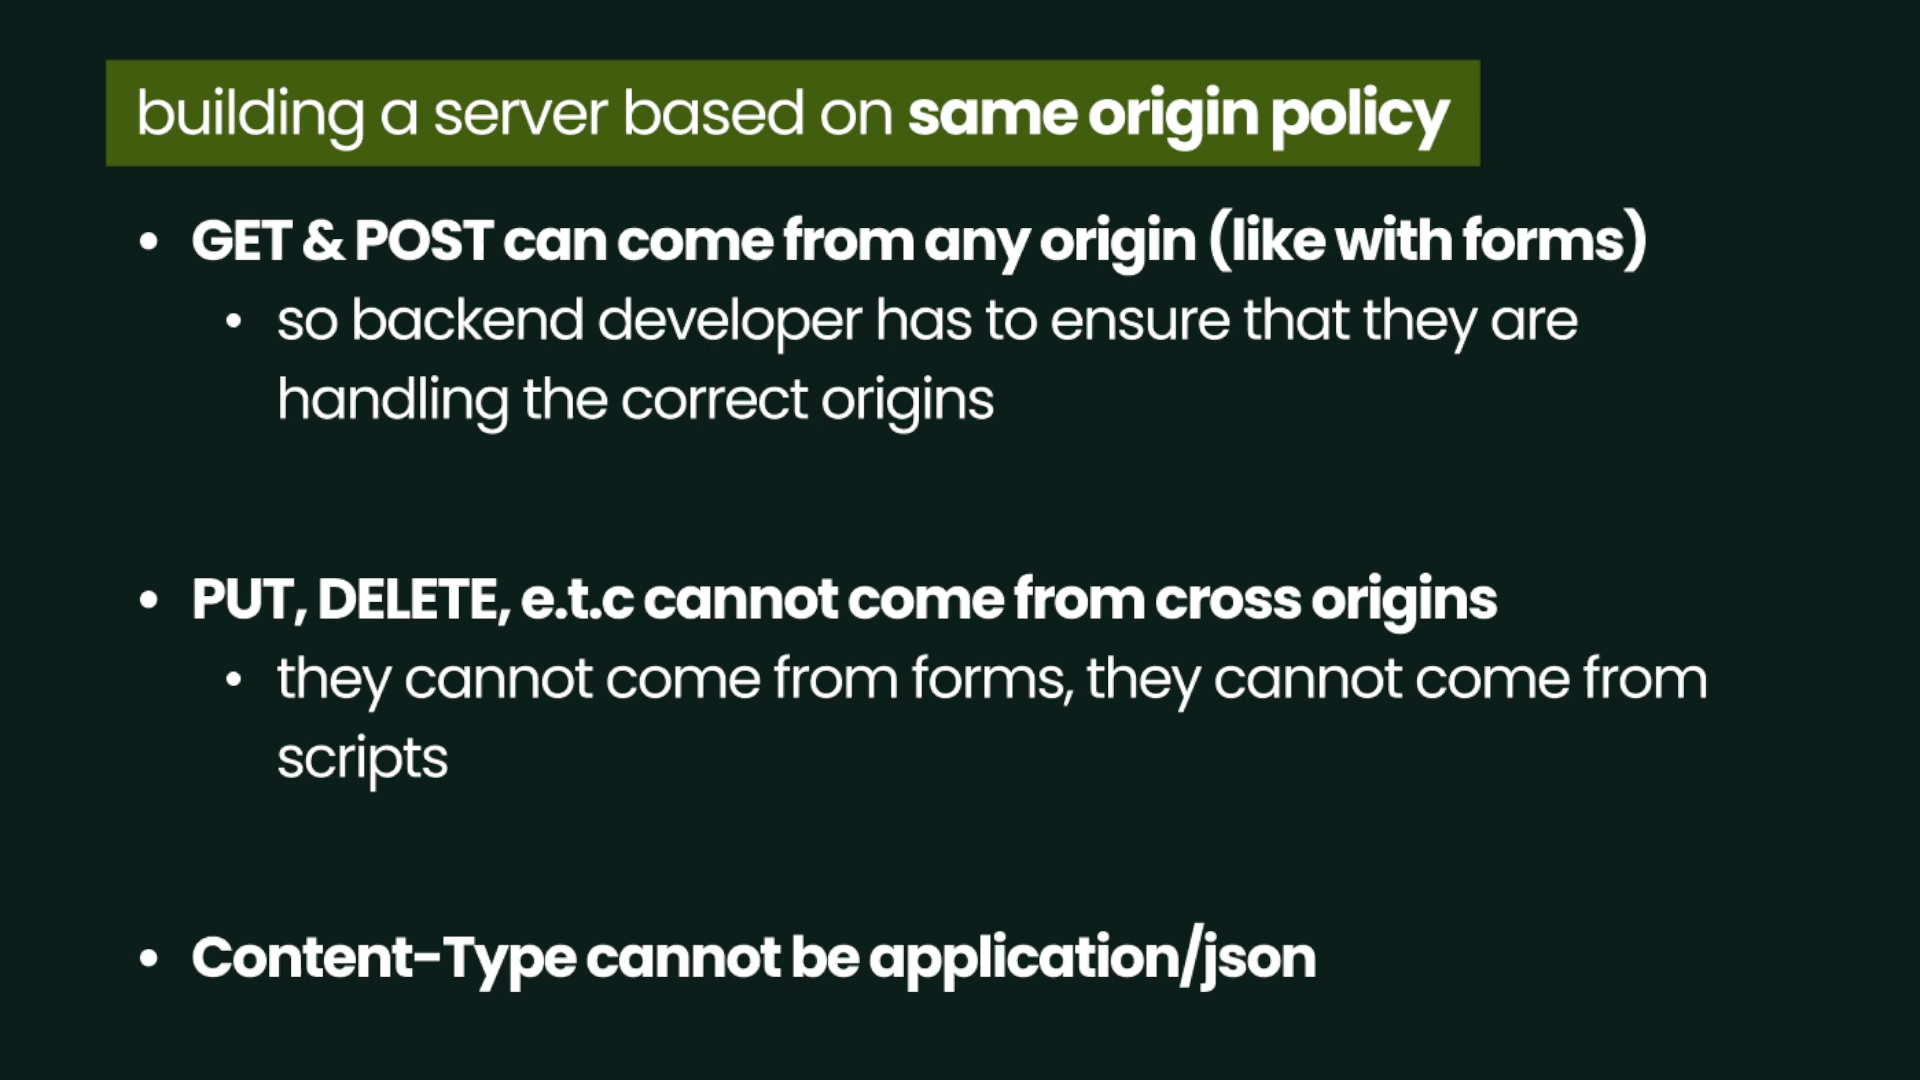 building a server based on same origin policy
• GET & POST can come from any origin (like with forms)
• so backend developer has to ensure that they are
handling the correct origins
• PUT, DELETE, e.t.c cannot come from cross origins
• they cannot come from forms, they cannot come from
scripts
• Content-Type cannot be application/json